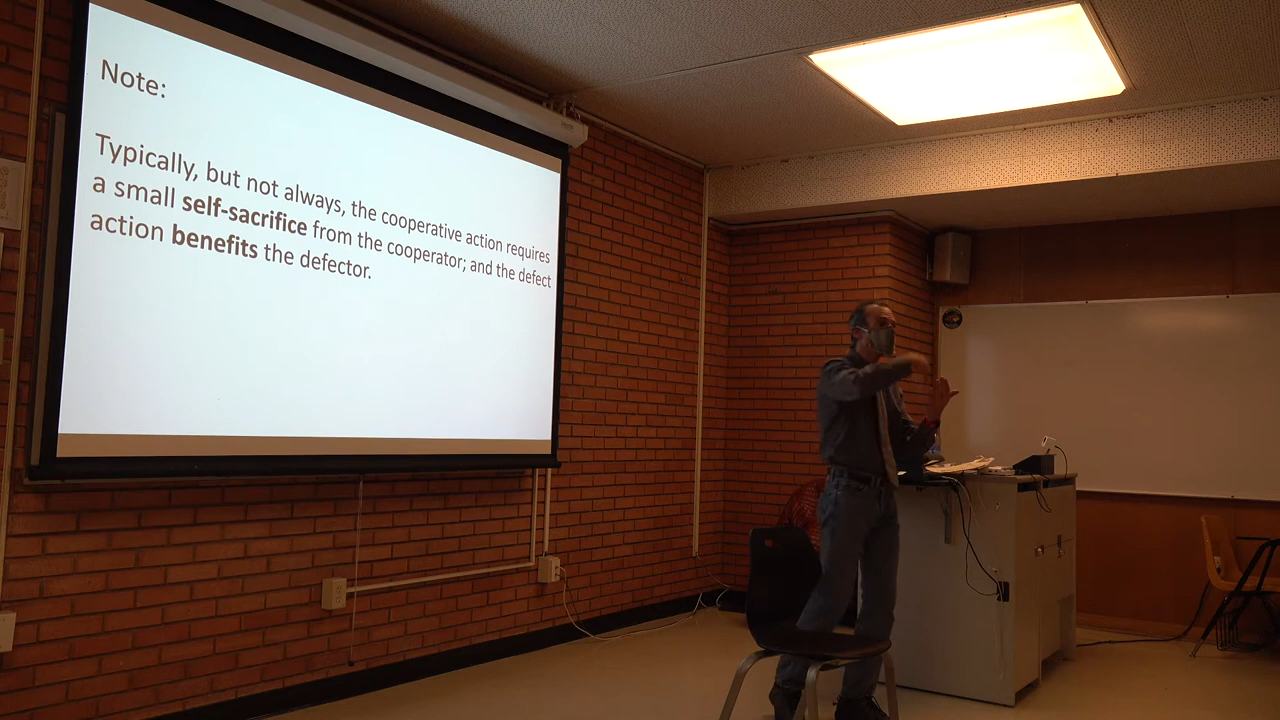 Note:
Typically, but not always, the cooperative action requires
a small self-sacrifice from the cooperator; and the defect
action benefits the defector.